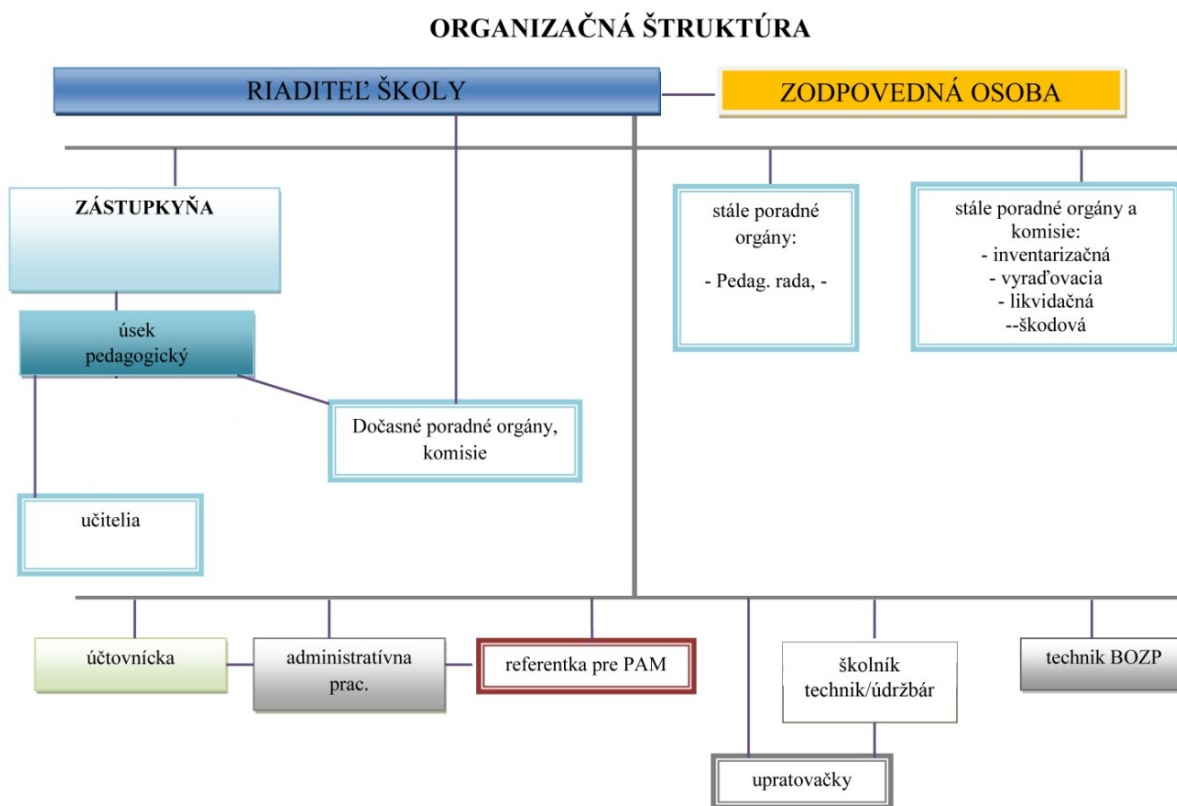 ORGANIZAČNÁ ŠTRUKTÚRA
RIADITEĽ ŠKOLY
ZODPOVEDNÁ OSOBA
ZÁSTUPKYŇA
stále poradné
orgány:
- Pedag. rada, -
stále poradné orgány a
komisie:
- inventarizačná
- vyraďovacia
- likvidačná
--škodová
úsek
pedagogický
Dočasné poradné orgány,
komisie
učitelia
účtovnícka
administratívna
prac.
referentka pre PAM
školník
technik/údržbár
technik BOZP
upratovačky